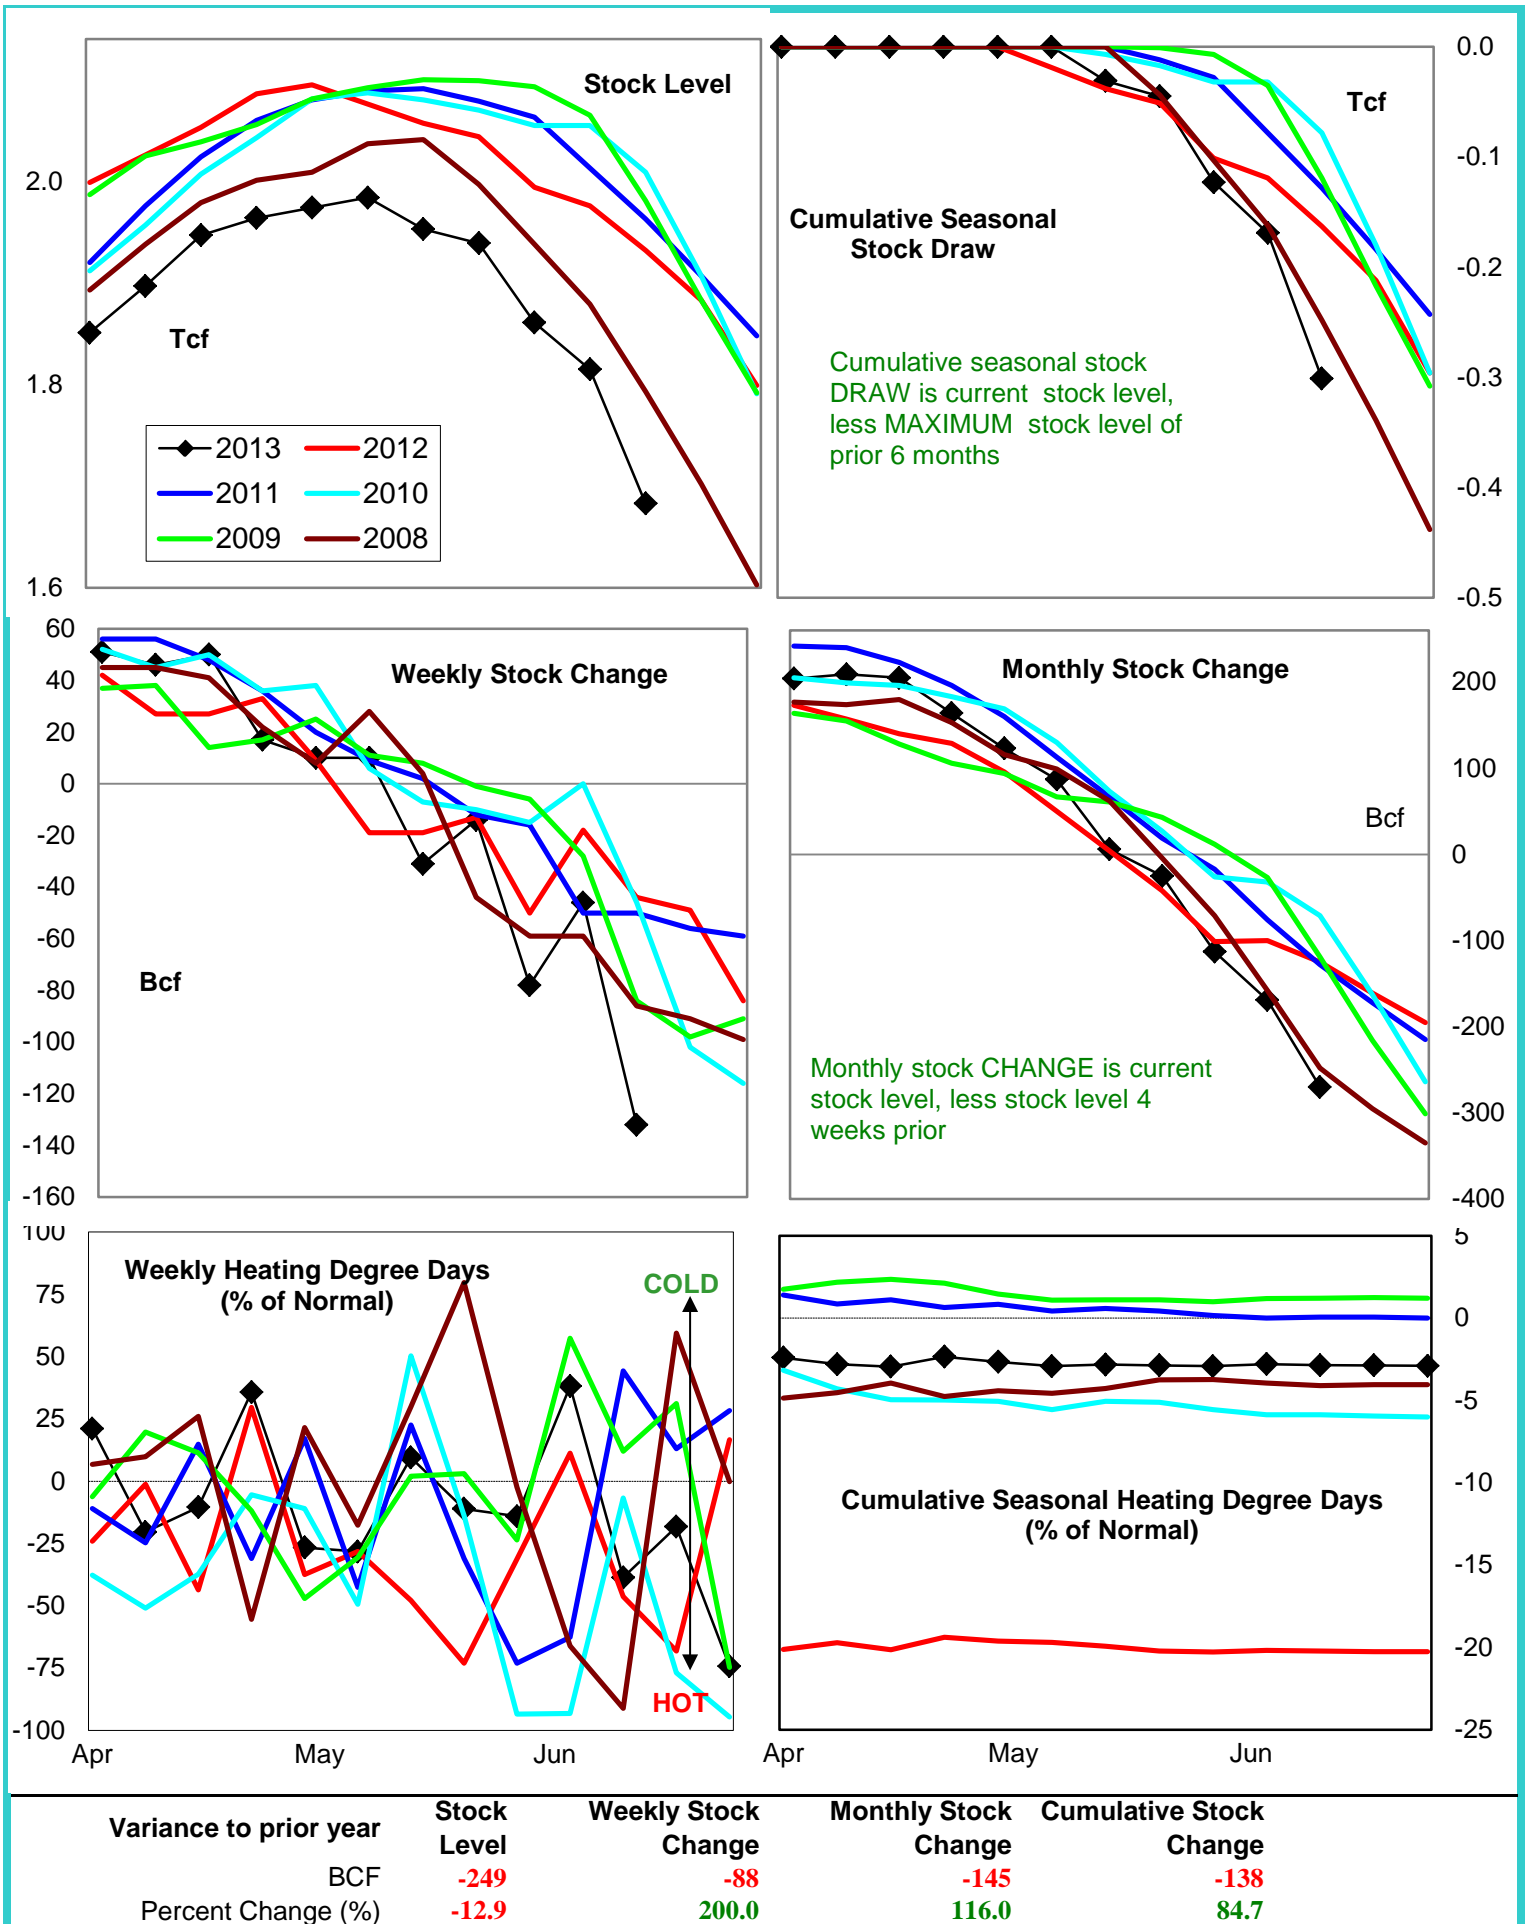 Stock Level
2.0
1.8
1.6
Tcf
2013
2012
2011
2010
2009
2008
0.0
-0.1
-0.2
-0.3
-0.4
-0.5
Tcf
Cumulative Seasonal
Stock Draw
Cumulative seasonal stock
DRAW is current stock level,
less MAXIMUM stock level of
prior 6 months
60
40
20
0
-20
-40
-60
-80
-100
-120
-140
-160
Weekly Stock Change
Bcf
Monthly Stock Change
200
100
0
-100
-200
-300
-400
Bcf
Monthly stock CHANGE is current
stock level, less stock level 4
weeks prior
100
75
50
25
0
-25
-50
-75
-100
Weekly Heating Degree Days
(% of Normal)
COLD
HOT
Apr
May
Jun
5
0
-5
-10
-15
-20
-25
Cumulative Seasonal Heating Degree Days
(% of Normal)
Apr
May
Jun
Variance to prior year
Stock
Level
Weekly Stock
Change
Monthly Stock
Change
Cumulative Stock
Change
BCF -249 -88 -145 -138
Percent Change (%) -12.9 200.0 116.0 84.7